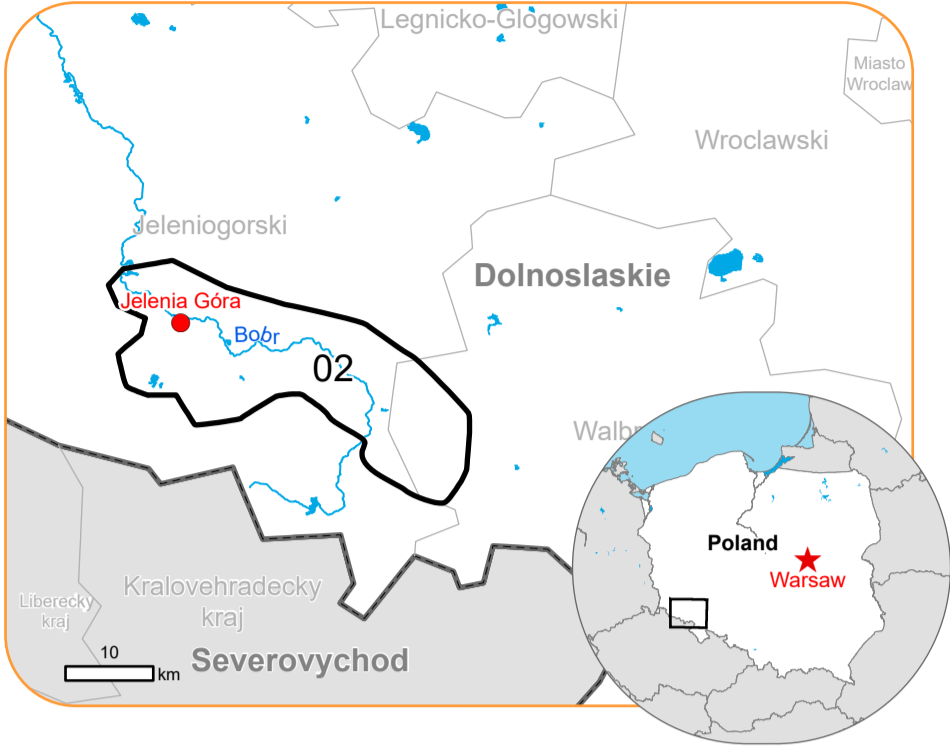 Legnicko-Glogowski
Miasto
Wroclaw
Wroclawski
Jeleniogorski
Dolnoslaskie
Jelenia Góra
Bobr
02
Walbr
Poland
Warsaw
Kralovehradecky
kraj
Liberecky
kraj
Severovychod
10
km